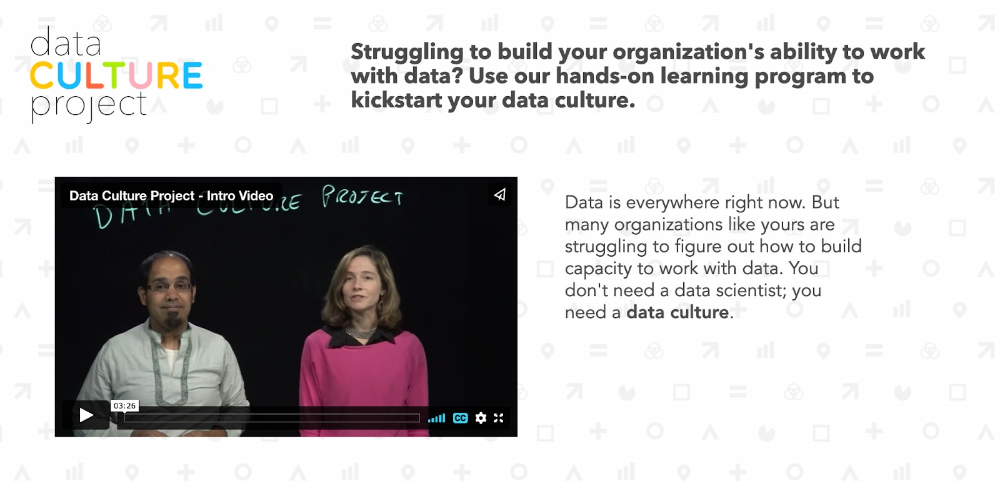 data
CULTURE
project
Struggling to build your organization's ability to work
with data? Use our hands-on learning program to
kickstart your data culture.
Data Culture Project - Intro Video
DATA CULTURE PROJECT
03:26
CC
Data is everywhere right now. But
many organizations like yours are
struggling to figure out how to build
capacity to work with data. You
don't need a data scientist; you
need a data culture.